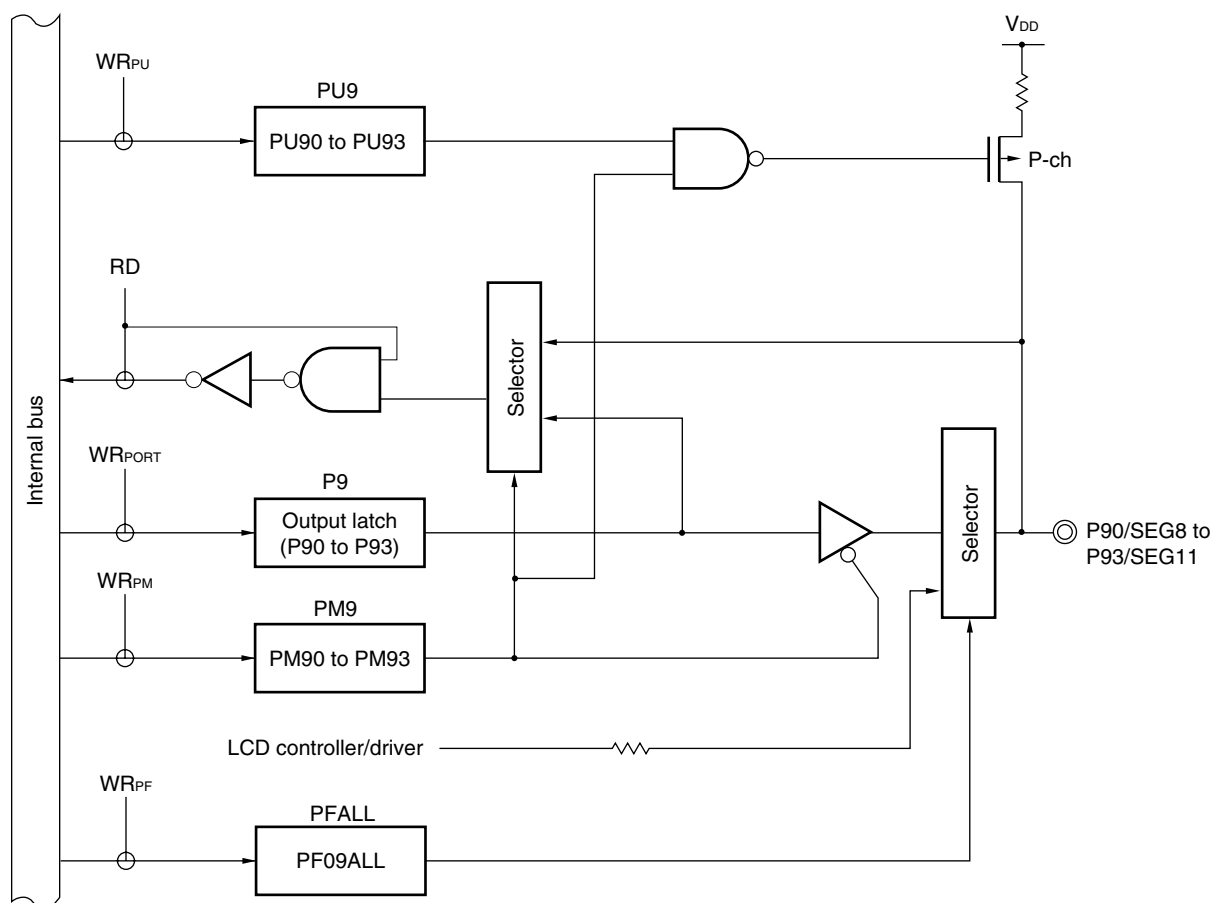 VDD
WRPU
PU9
PU90 to PU93
P-ch
RD
Selector
Internal bus
WRPORT
P9
Output latch
(P90 to P93)
Selector
P90/SEG8 to
P93/SEG11
WRPM
PM9
PM90 to PM93
LCD controller/driver
WRPF
PFALL
PF09ALL